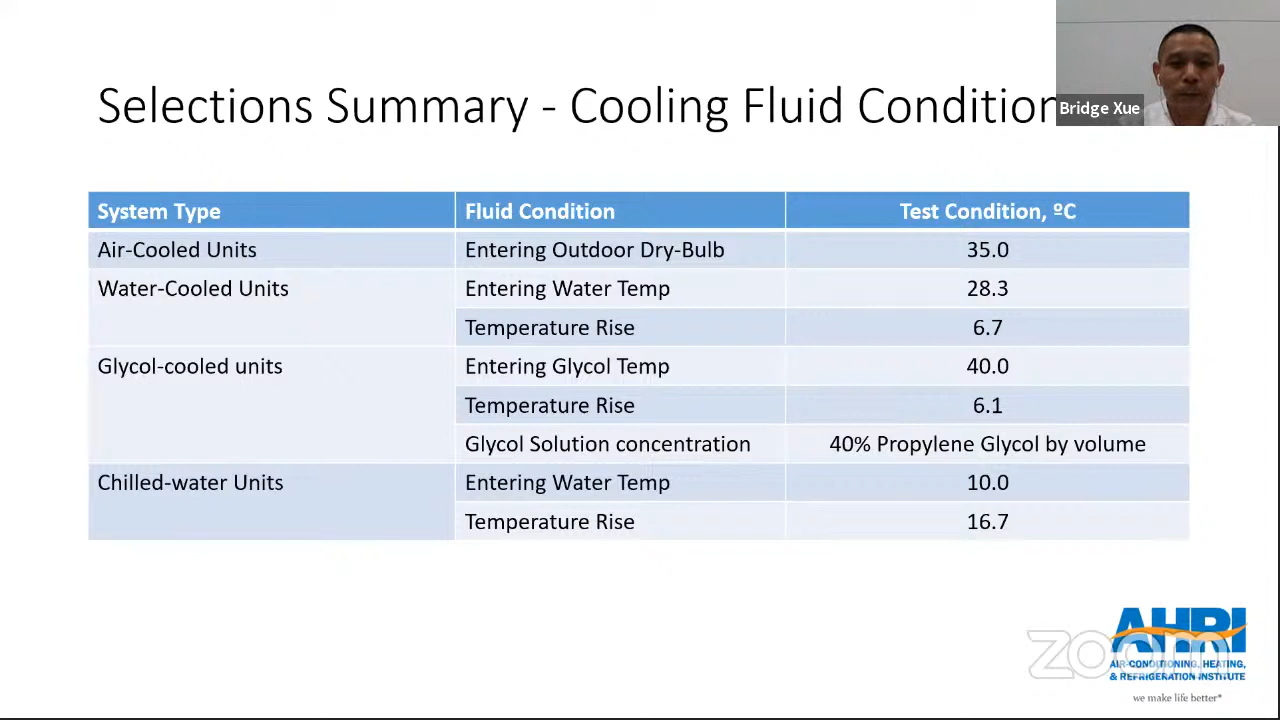 Selections Summary - Cooling Fluid Condition
Bridge Xue
System Type Fluid Condition Test Condition, ºC
Air-Cooled Units Entering Outdoor Dry-Bulb 35.0
Water-Cooled Units Entering Water Temp 28.3
Temperature Rise 6.7
Glycol-cooled units Entering Glycol Temp 40.0
Temperature Rise 6.1
Glycol Solution concentration 40% Propylene Glycol by volume
Chilled-water Units Entering Water Temp 10.0
Temperature Rise 16.7
AHRI
zoom
AIR-CONDITIONING, HEATING,
& REFRIGERATION INSTITUTE
we make life better*